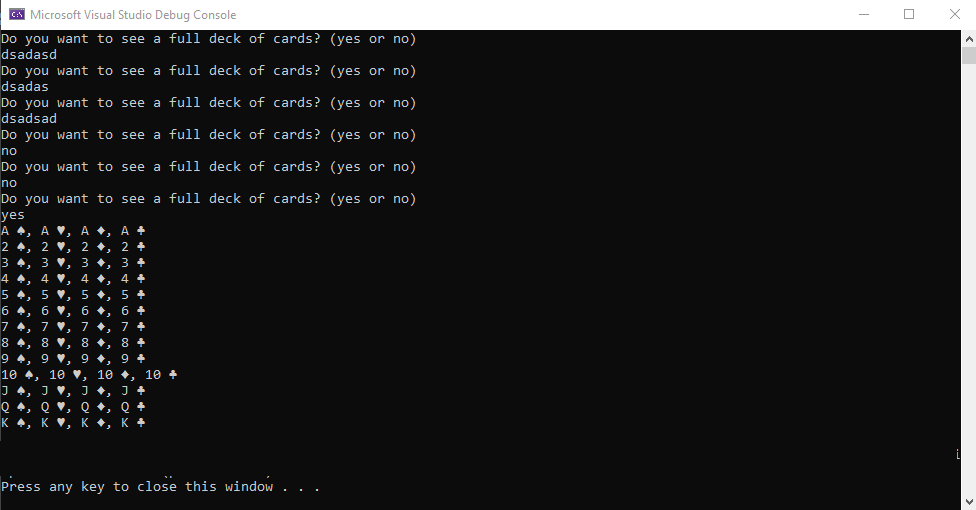 Microsoft Visual Studio Debug Console
Do you want to see a full deck of cards? (yes or no)
dsadasd
Do you want to see a full deck of cards? (yes or no)
dsadas
Do you want to see a full deck of cards? (yes or no)
dsadsad
Do you want to see a full deck of cards? (yes or no)
no
Do you want to see a full deck of cards? (yes or no)
no
Do you want to see a full deck of cards? (yes or no)
yes
A ♠, A ♥, A ♦, A ♣
2 ♠, 2 ♥, 2 ♦, 2 ♣
3 ♠, 3 ♥, 3 ♦, 3 ♣
4 ♠, 4 ♥, 4 ♦, 4 ♣
5 ♠, 5 ♥, 5 ♦, 5 ♣
6 ♠, 6 ♥, 6 ♦, 6 ♣
7 ♠, 7 ♥, 7 ♦, 7 ♣
8 ♠, 8 ♥, 8 ♦, 8 ♣
9 ♠, 9 ♥, 9 ♦, 9 ♣
10 ♠, 10 ♥, 10 ♦, 10 ♣
J ♠, J ♥, J ♦, J ♣
Q ♠, Q ♥, Q ♦, Q ♣
K ♠, K ♥, K ♦, K ♣
Press any key to close this window . . .